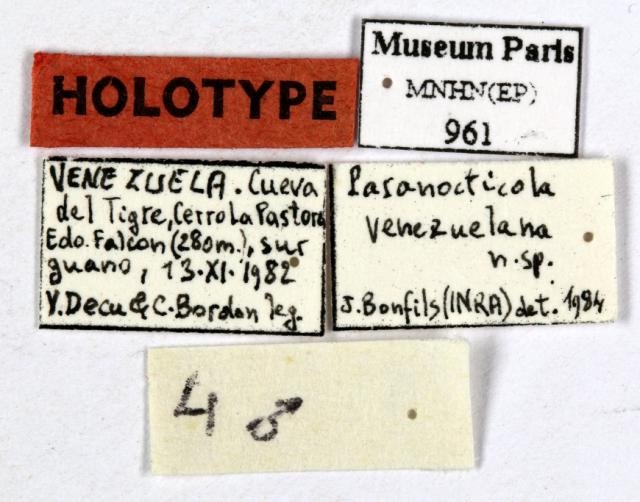 HOLOTYPE
Museum Paris
MNHN(EP)
961
VENEZUELA. Cueva
del Tigre, Cerro La Pastora
Edo. Falcon (280m.), sur
guano, 13.XI.1982
V. Decu & C. Bordon leg.
Paranocticola
venezuelana
n.sp.
J. Bonfils (INRA) det. 1984
4 ♂